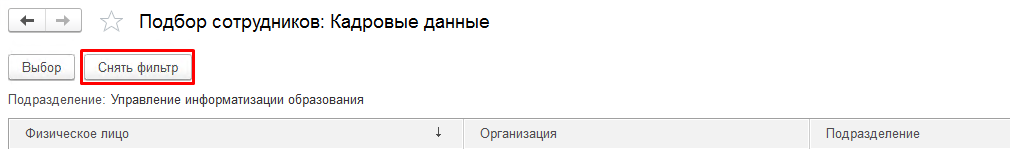 Подбор сотрудников: Кадровые данные
Выбор Снять фильтр
Подразделение: Управление информатизации образования
Физическое лицо Организация Подразделение